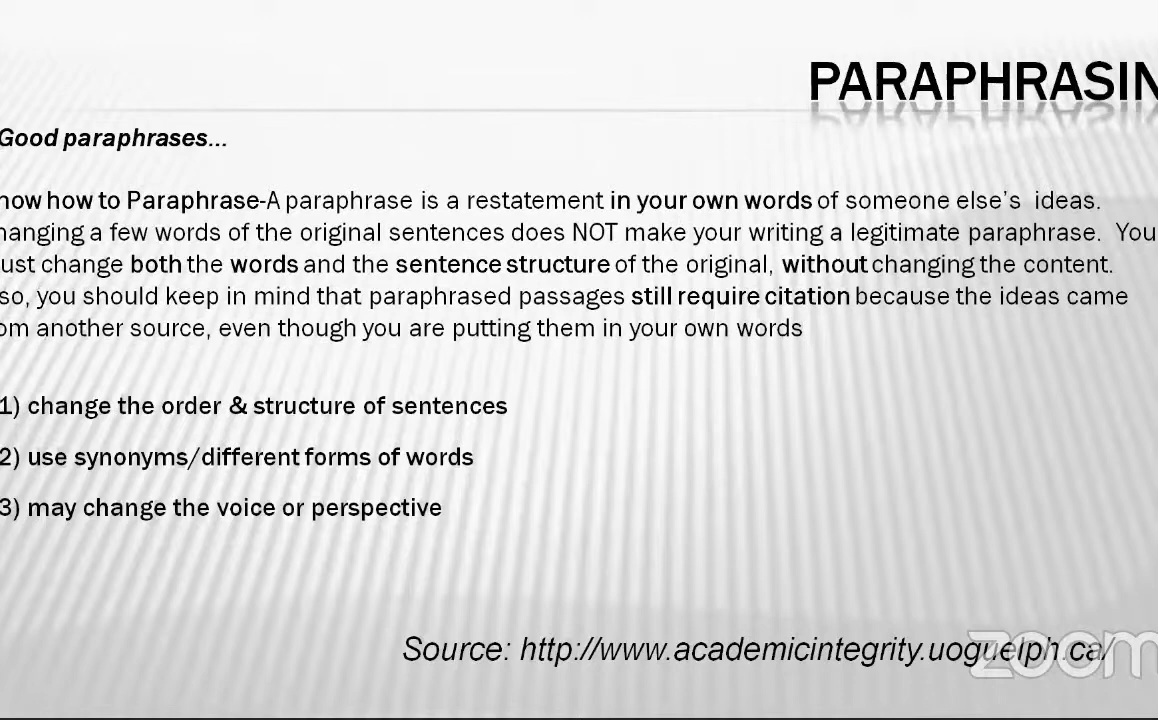 PARAPHRASIN
Good paraphrases...
now how to Paraphrase-A paraphrase is a restatement in your own words of someone else's ideas.
hanging a few words of the original sentences does NOT make your writing a legitimate paraphrase. You
ust change both the words and the sentence structure of the original, without changing the content.
so, you should keep in mind that paraphrased passages still require citation because the ideas came
om another source, even though you are putting them in your own words
1) change the order & structure of sentences
2) use synonyms/different forms of words
3) may change the voice or perspective
Source: http://www.academicintegrity.uoguelph.ca/
zoom